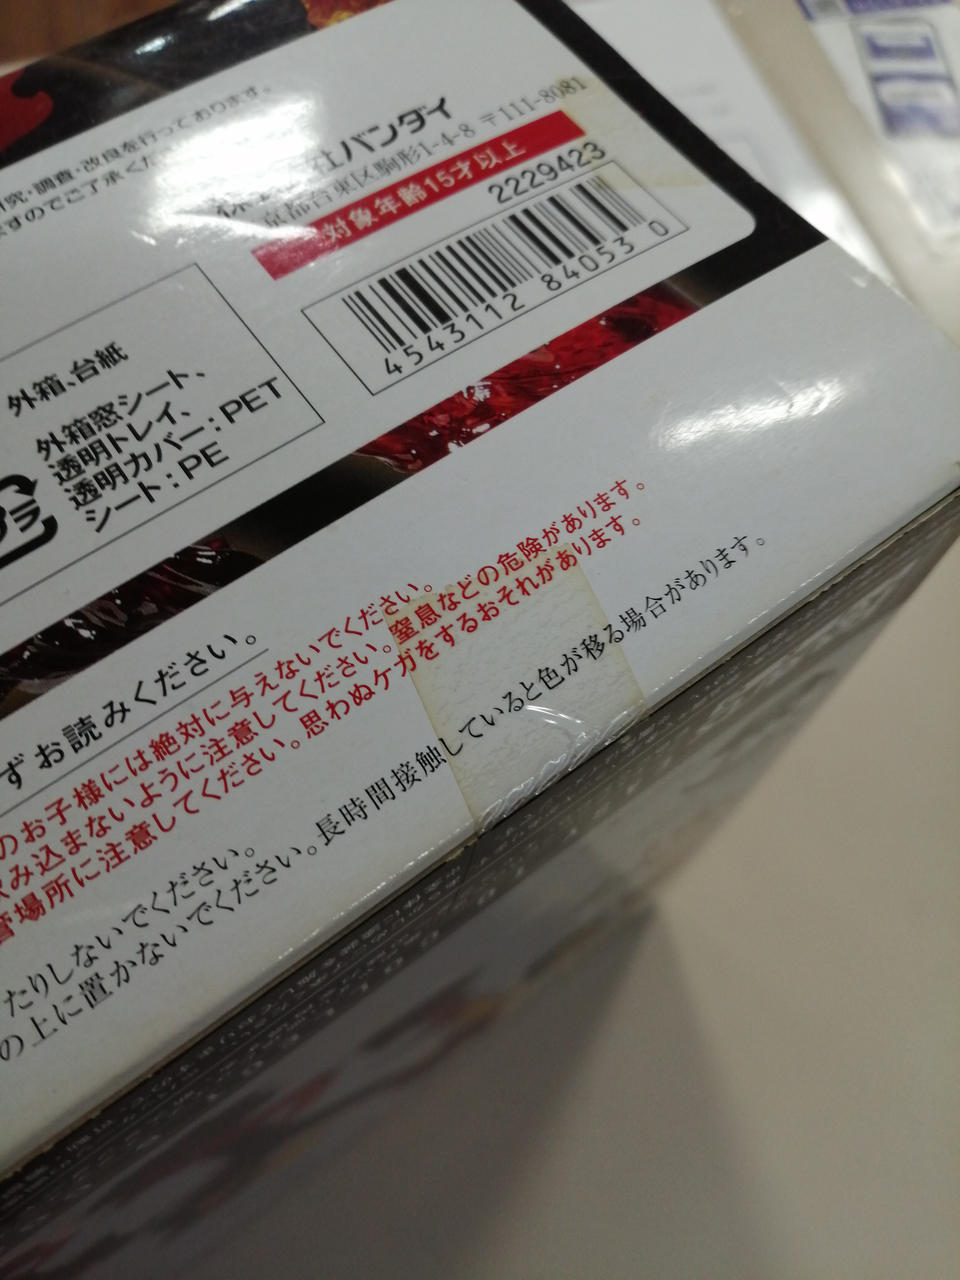 究・調査・改良を行っております。
ますのでご了承くだ
株式会社バンダイ
京都台東区駒形1-4-8 〒111-8081
対象年齢15才以上
2229423
4543112 84053 0
外箱、台紙
外箱窓シート、
透明トレイ、
透明カバー：PET
シート：PE
プラ
ずお読みください。
のお子様には絶対に与えないでください。
飲み込まないように注意してください。窒息などの危険があります。
管場所に注意してください。思わぬケガをするおそれがあります。
たりしないでください。
の上に置かないでください。長時間接触していると色が移る場合があります。